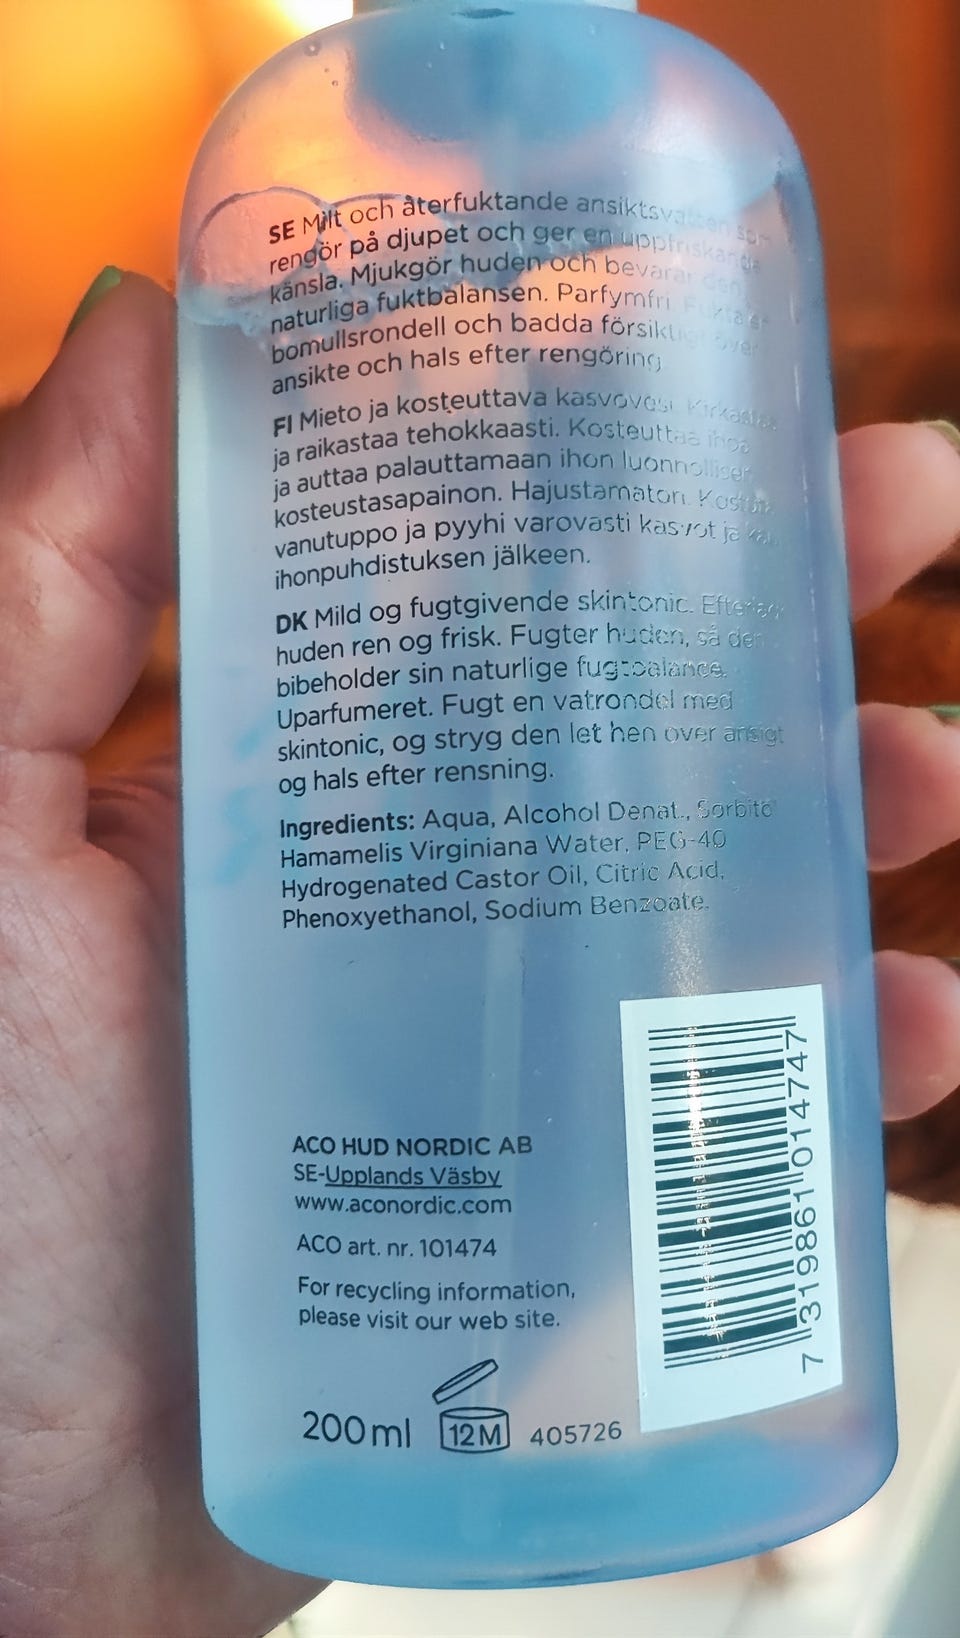 SE Milt och återfuktande ansiktsvatten som
rengör på djupet och ger en uppfriskande
känsla. Mjukgör huden och bevarar den
naturliga fuktbalansen. Parfymfri. Fukta en
bomullsrondell och badda försiktigt över
ansikte och hals efter rengöring.
FI Mieto ja kosteuttava kasvovesi. Kirkastaa
ja raikastaa tehokkaasti. Kosteuttaa ihoa
ja auttaa palauttamaan ihon luonnollisen
kosteustasapainon. Hajustamaton. Kostuta
vanutuppo ja pyyhi varovasti kasvot ja
ihonpuhdistuksen jälkeen.
DK Mild og fugtgivende skintonic. Efterlader
huden ren og frisk. Fugter huden, så den
bibeholder sin naturlige fugtbalance.
Uparfumeret. Fugt en vatrondel med
skintonic, og stryg den let hen over ansigt
og hals efter rensning.
Ingredients: Aqua, Alcohol Denat., Sorbitol
Hamamelis Virginiana Water, PEG-40
Hydrogenated Castor Oil, Citric Acid,
Phenoxyethanol, Sodium Benzoate.
ACO HUD NORDIC AB
SE-Upplands Väsby
www.aconordic.com
ACO art. nr. 101474
For recycling information,
please visit our web site.
200 ml 12M 405726
7 319861 014747